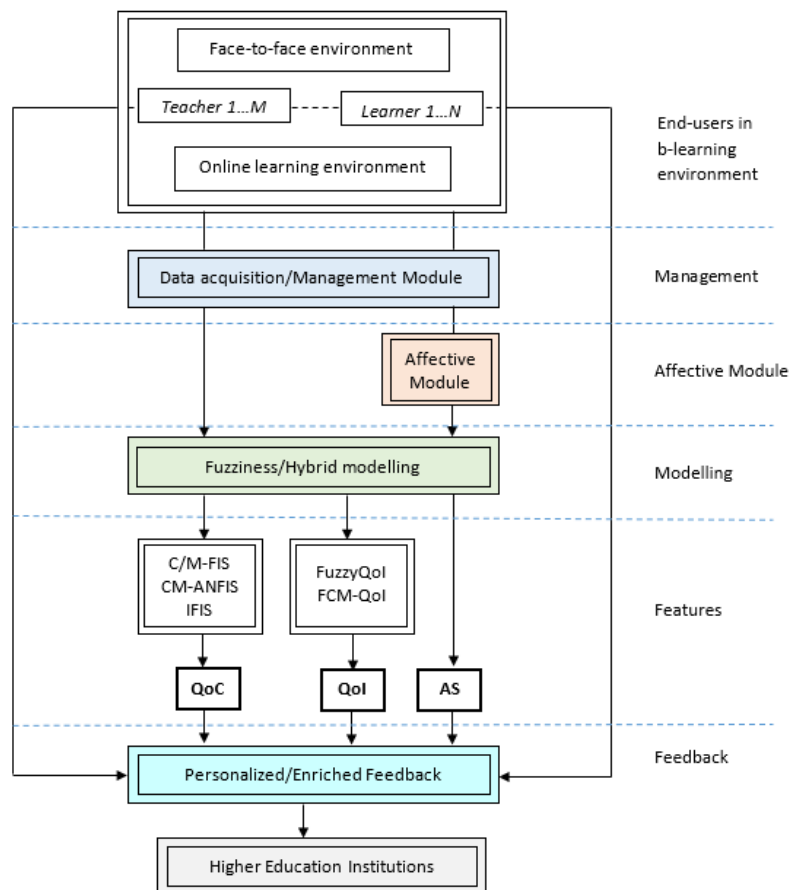 Face-to-face environment
Teacher 1...M
Learner 1...N
Online learning environment
End-users in
b-learning
environment
Data acquisition/Management Module
Management
Affective
Module
Affective Module
Fuzziness/Hybrid modelling
Modelling
C/M-FIS
CM-ANFIS
IFIS
FuzzyQoI
FCM-QoI
Features
QoC
QoI
AS
Personalized/Enriched Feedback
Feedback
Higher Education Institutions